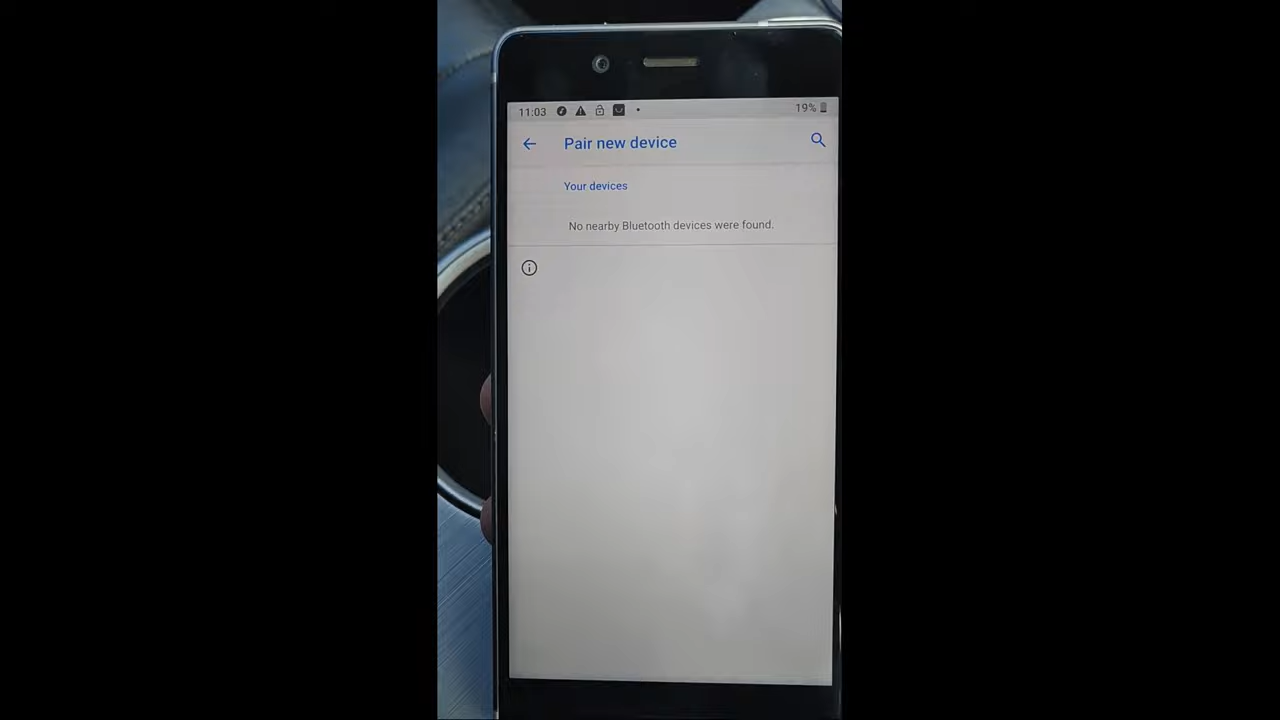 11:03 19%
Pair new device
Your devices
No nearby Bluetooth devices were found.